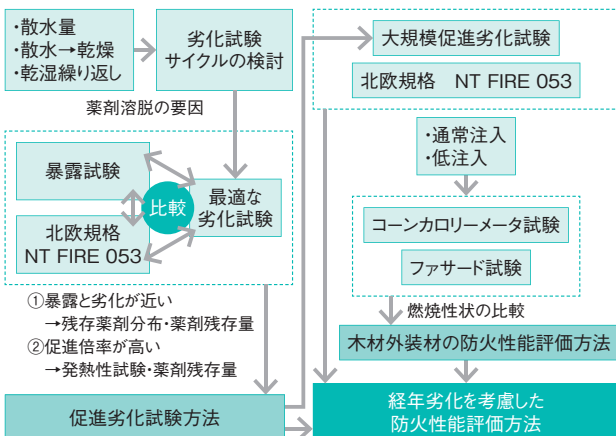 ・散水量
・散水→乾燥
・乾湿繰り返し
劣化試験
サイクルの検討
薬剤溶脱の要因
暴露試験
比較
最適な
劣化試験
北欧規格
NT FIRE 053
①暴露と劣化が近い
→残存薬剤分布・薬剤残存量
②促進倍率が高い
→発熱性試験・薬剤残存量
促進劣化試験方法
大規模促進劣化試験
北欧規格 NT FIRE 053
・通常注入
・低注入
コーンカロリーメータ試験
ファサード試験
燃焼性状の比較
木材外装材の防火性能評価方法
経年劣化を考慮した
防火性能評価方法